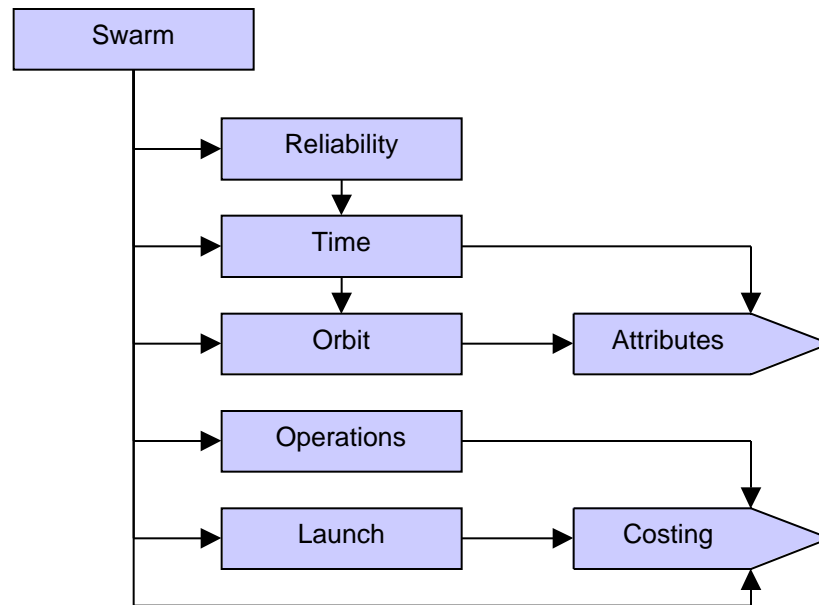 Swarm
Reliability
Time
Orbit
Attributes
Operations
Launch
Costing